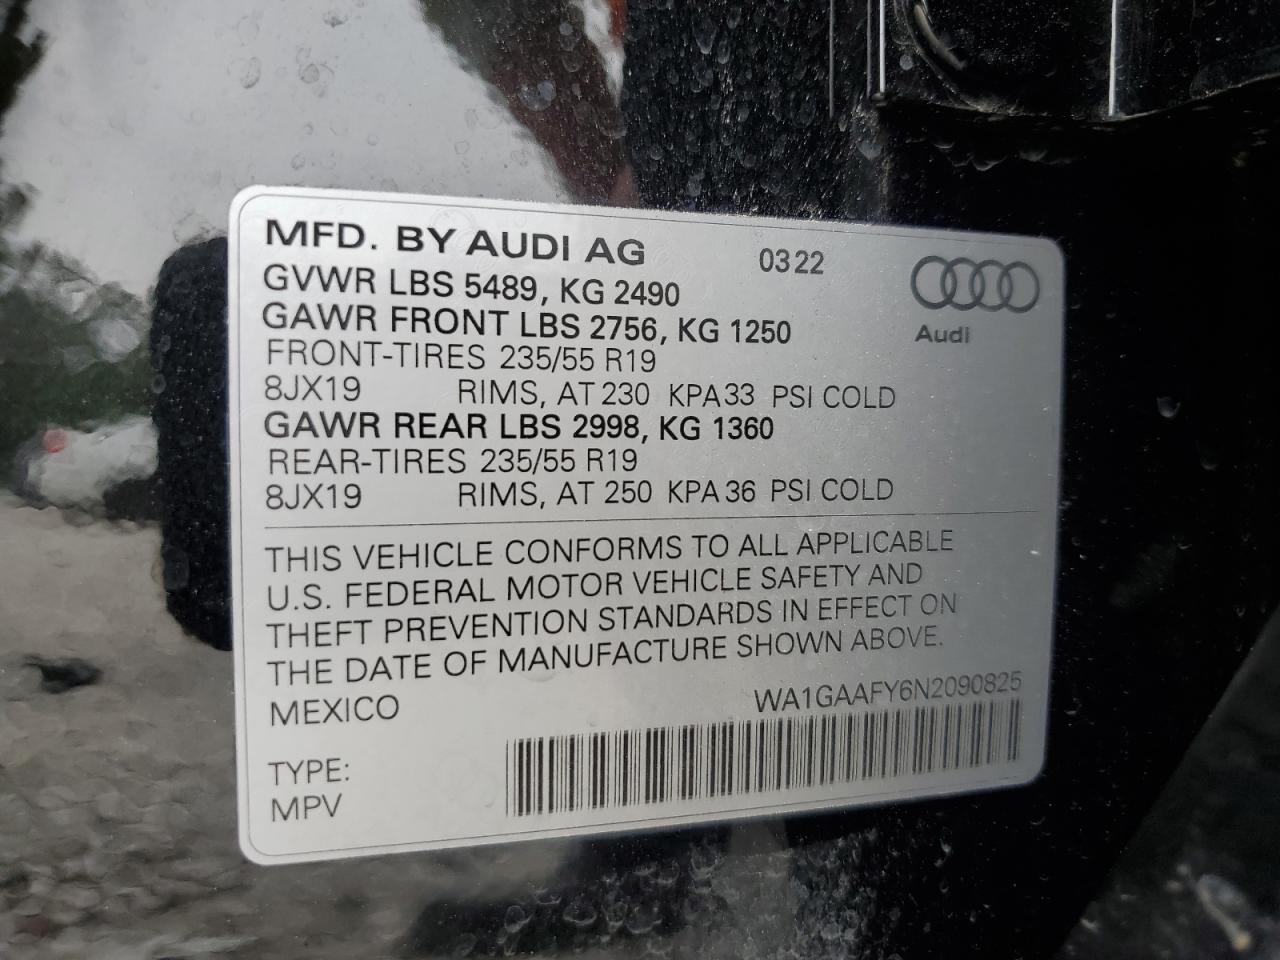 MFD. BY AUDI AG 0322
GVWR LBS 5489, KG 2490
GAWR FRONT LBS 2756, KG 1250
Audi
FRONT-TIRES 235/55 R19
8JX19 RIMS, AT 230 KPA 33 PSI COLD
GAWR REAR LBS 2998, KG 1360
REAR-TIRES 235/55 R19
8JX19 RIMS, AT 250 KPA 36 PSI COLD
THIS VEHICLE CONFORMS TO ALL APPLICABLE
U.S. FEDERAL MOTOR VEHICLE SAFETY AND
THEFT PREVENTION STANDARDS IN EFFECT ON
THE DATE OF MANUFACTURE SHOWN ABOVE.
MEXICO WA1GAAFY6N2090825
TYPE:
MPV